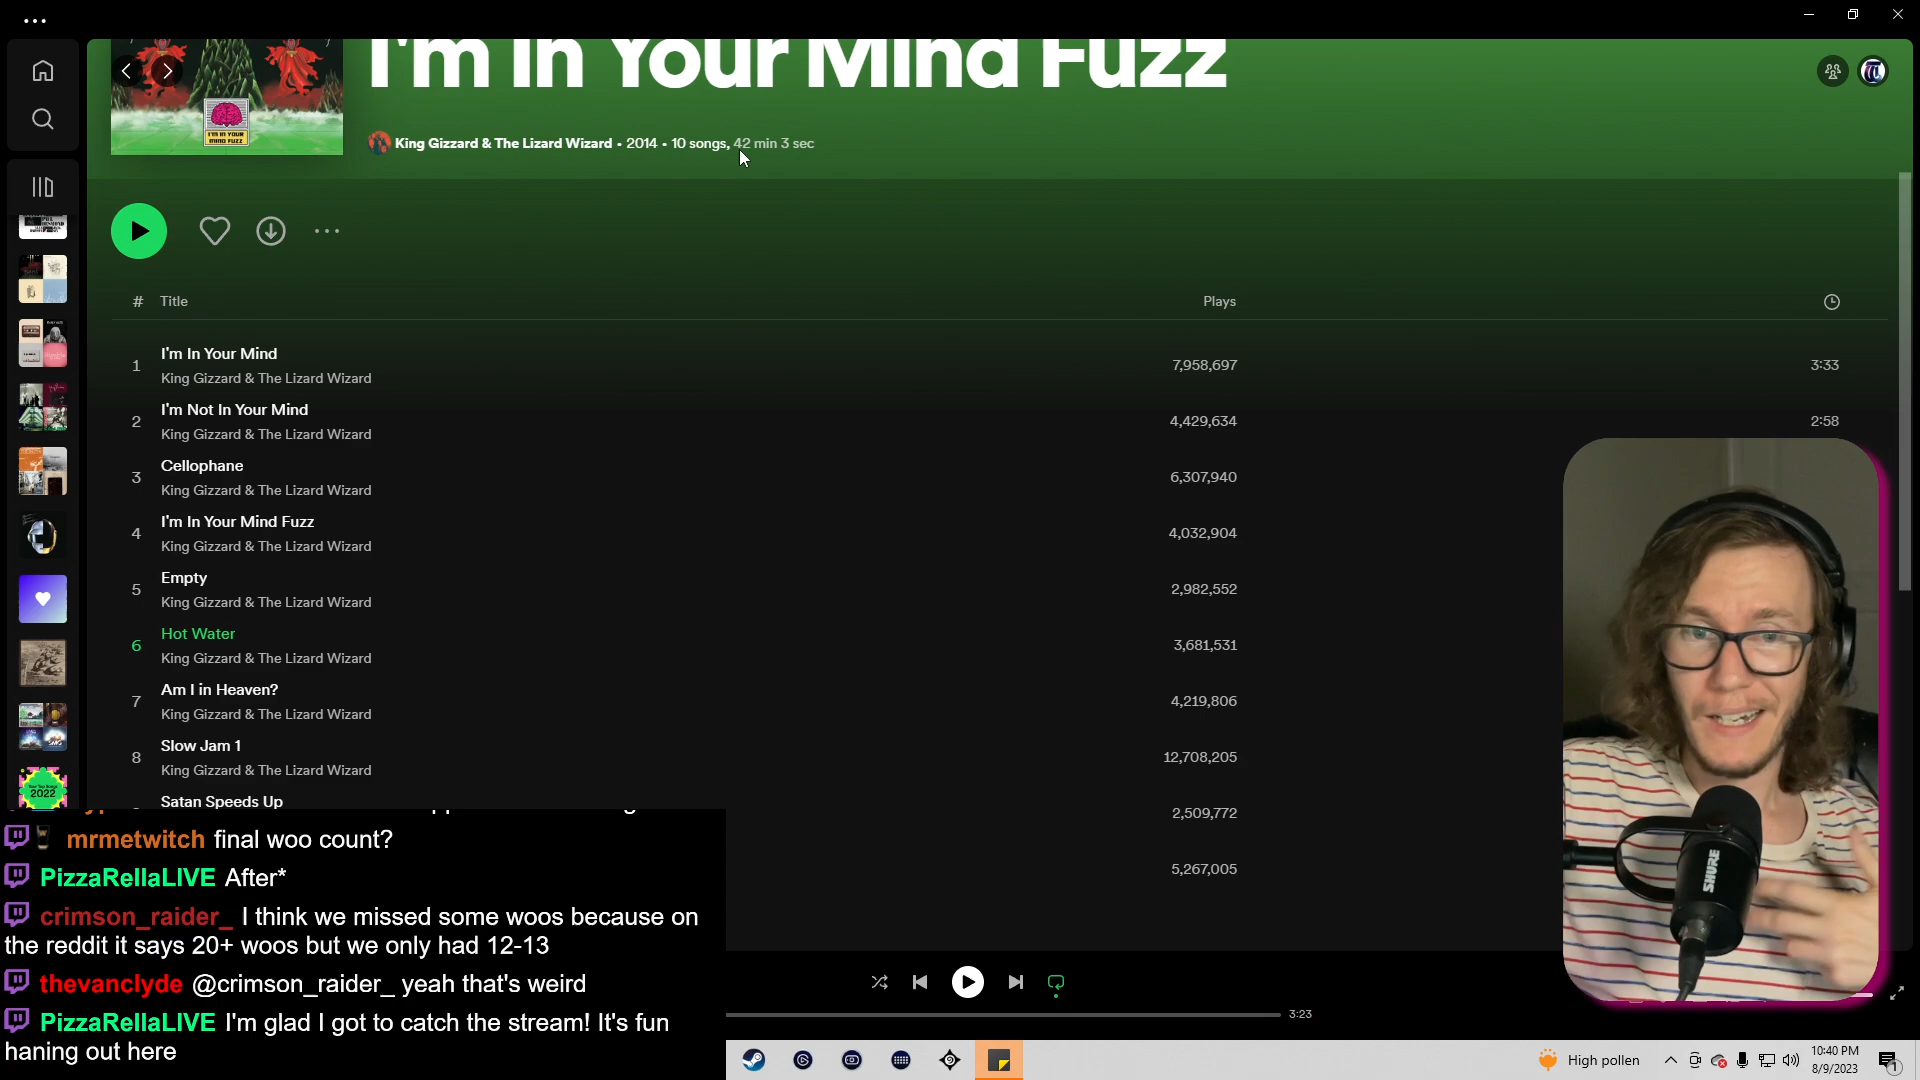 I'm In Your Mind Fuzz
I'M IN YOUR
MIND FUZZ
King Gizzard & The Lizard Wizard • 2014 • 10 songs, 42 min 3 sec
# Title Plays
1 I'm In Your Mind 7,958,697 3:33
King Gizzard & The Lizard Wizard
2 I'm Not In Your Mind 4,429,634 2:58
King Gizzard & The Lizard Wizard
3 Cellophane 6,307,940
King Gizzard & The Lizard Wizard
4 I'm In Your Mind Fuzz 4,032,904
King Gizzard & The Lizard Wizard
5 Empty 2,982,552
King Gizzard & The Lizard Wizard
6 Hot Water 3,681,531
King Gizzard & The Lizard Wizard
7 Am I in Heaven? 4,219,806
King Gizzard & The Lizard Wizard
8 Slow Jam 1 12,708,205
King Gizzard & The Lizard Wizard
Satan Speeds Up 2,509,772
5,267,005
2022
mrmetwitch final woo count?
PizzaRellaLIVE After*
crimson_raider_ I think we missed some woos because on
the reddit it says 20+ woos but we only had 12-13
thevanclyde @crimson_raider_ yeah that's weird
PizzaRellaLIVE I'm glad I got to catch the stream! It's fun
haning out here
SHURE
3:23
High pollen
10:40 PM
8/9/2023
1